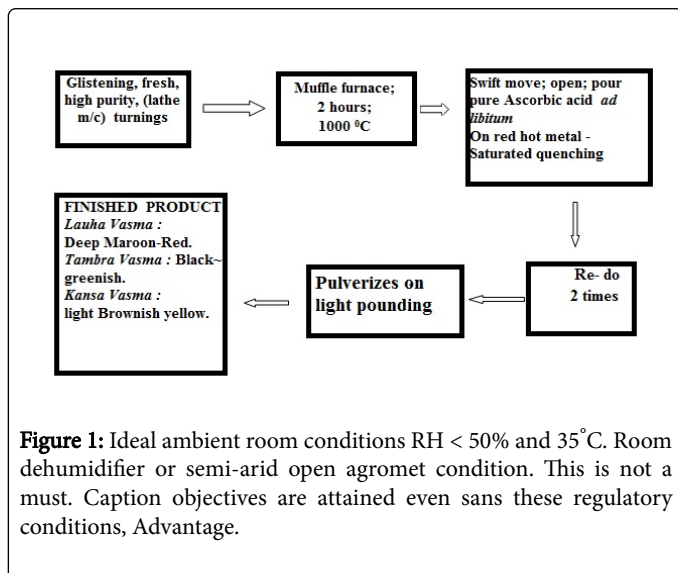 Glistening, fresh,
high purity, (lathe
m/c) turnings
Muffle furnace;
2 hours;
1000 ⁰C
Swift move; open; pour
pure Ascorbic acid ad
libitum
On red hot metal -
Saturated quenching
Re- do
2 times
Pulverizes on
light pounding
FINISHED PRODUCT
Lauha Vasma :
Deep Maroon-Red.
Tambra Vasma : Black~
greenish.
Kansa Vasma :
light Brownish yellow.
Figure 1: Ideal ambient room conditions RH < 50% and 35°C. Room
dehumidifier or semi-arid open agromet condition. This is not a
must. Caption objectives are attained even sans these regulatory
conditions, Advantage.